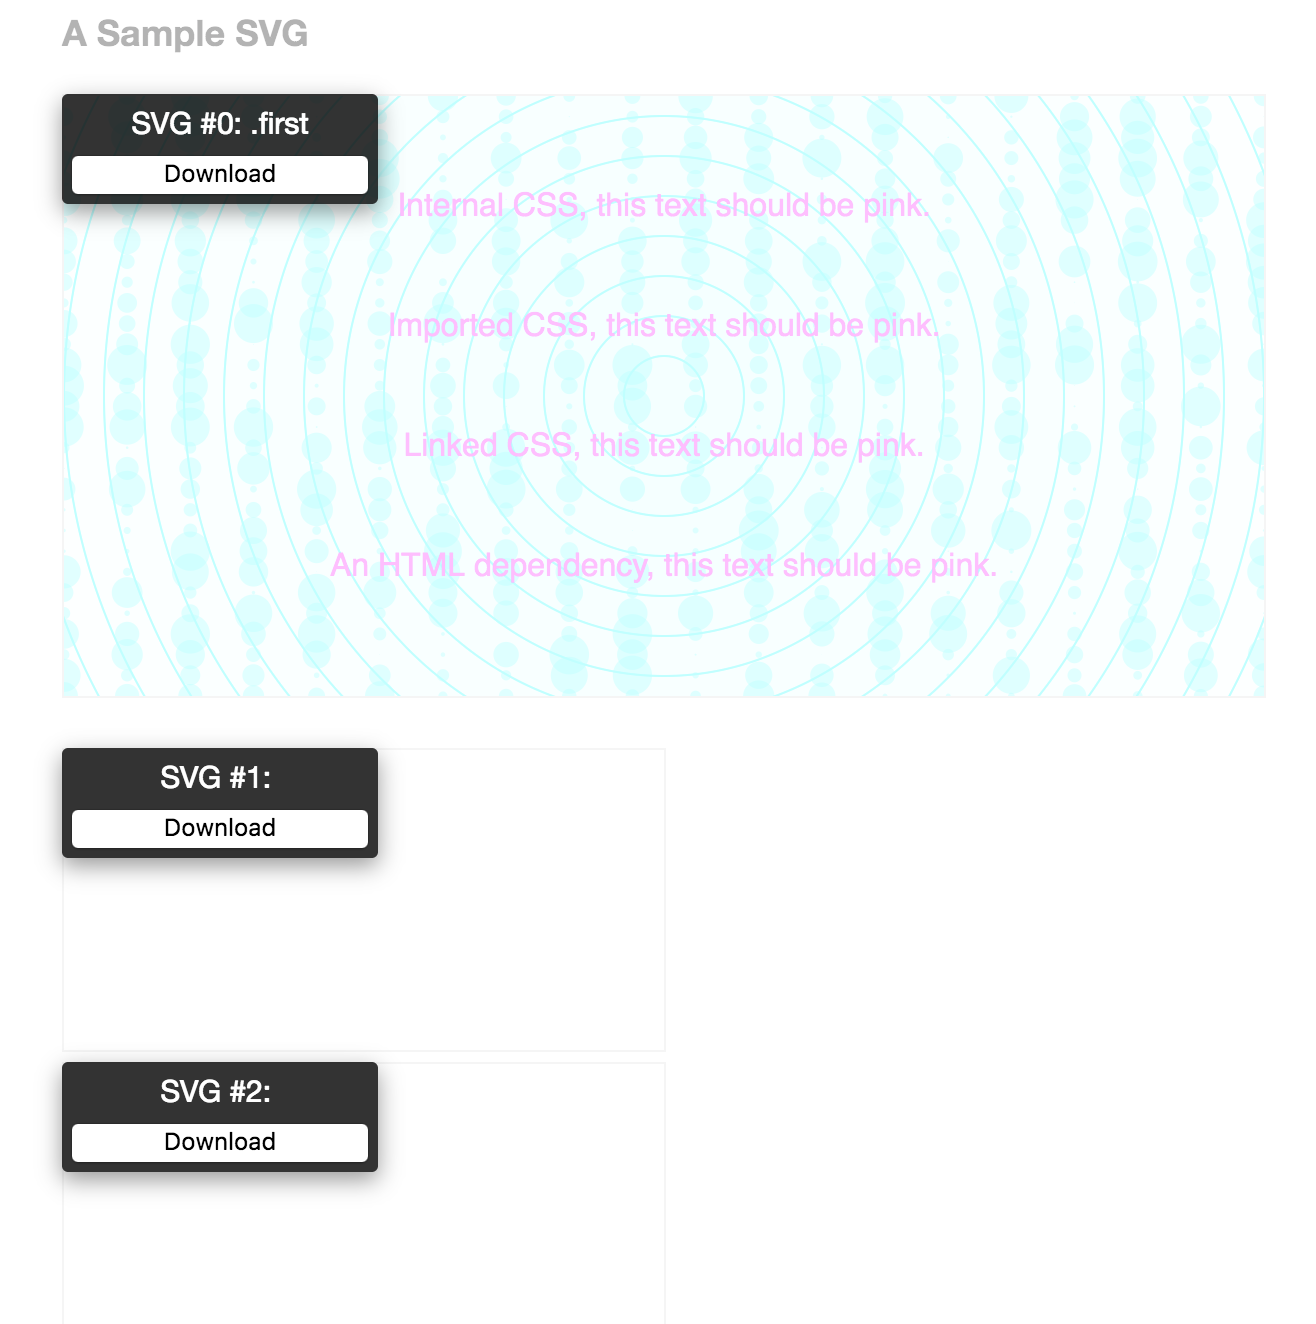 A Sample SVG
SVG #0: .first
Download
Internal CSS, this text should be pink.
Imported CSS, this text should be pink.
Linked CSS, this text should be pink.
An HTML dependency, this text should be pink.
SVG #1:
Download
SVG #2:
Download